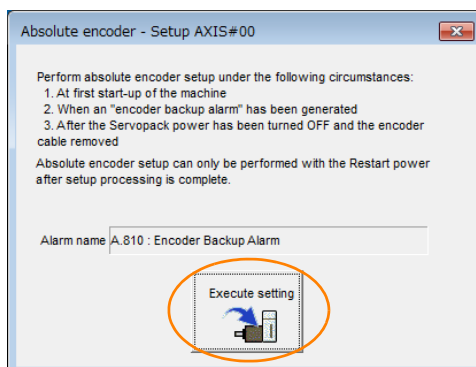 Absolute encoder - Setup AXIS#00
Perform absolute encoder setup under the following circumstances:
1. At first start-up of the machine
2. When an "encoder backup alarm" has been generated
3. After the Servopack power has been turned OFF and the encoder
cable removed
Absolute encoder setup can only be performed with the Restart power
after setup processing is complete.
Alarm name A.810 : Encoder Backup Alarm
Execute setting